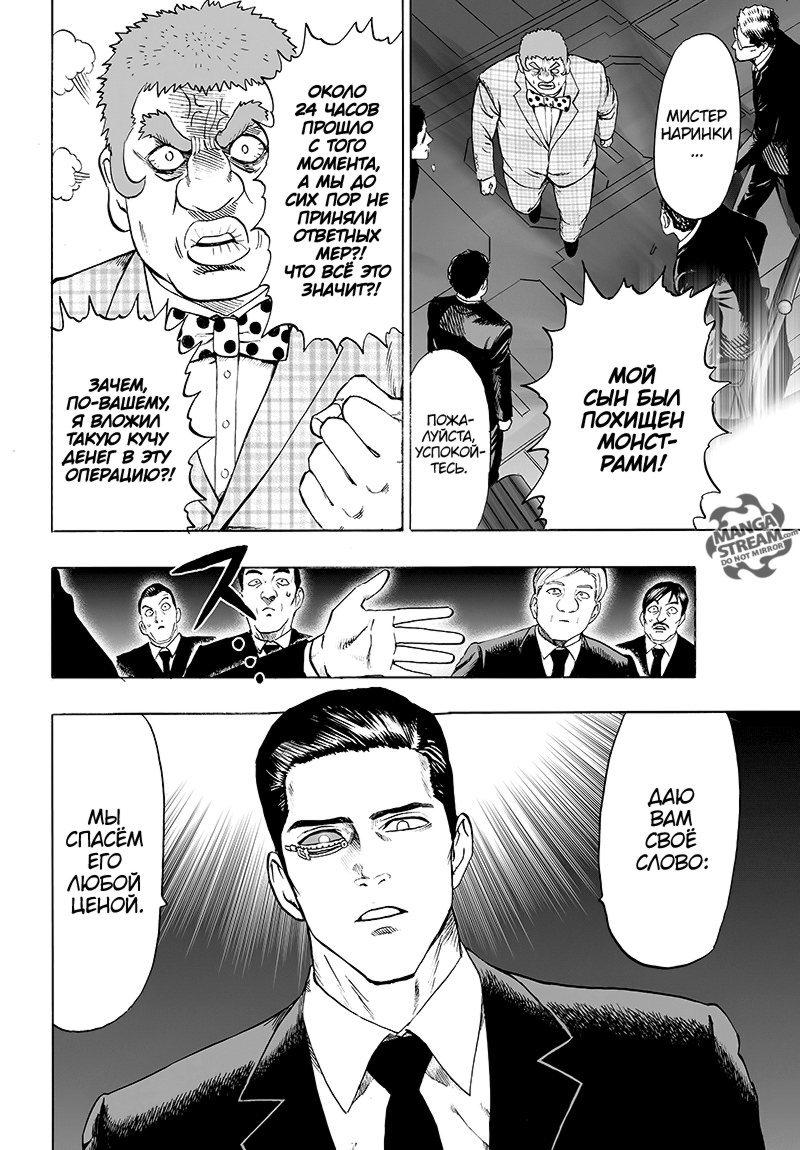 МИСТЕР
НАРИНКИ
...
МОЙ
СЫН БЫЛ
ПОХИЩЕН
МОНСТ-
РАМИ!
ПОЖА-
ЛУЙСТА,
УСПОКОЙ-
ТЕСЬ.
ОКОЛО
24 ЧАСОВ
ПРОШЛО
С ТОГО
МОМЕНТА,
А МЫ ДО
СИХ ПОР НЕ
ПРИНЯЛИ
ОТВЕТНЫХ
МЕР?!
ЧТО ВСЁ ЭТО
ЗНАЧИТ?!
ЗАЧЕМ,
ПО-ВАШЕМУ,
Я ВЛОЖИЛ
ТАКУЮ КУЧУ
ДЕНЕГ В ЭТУ
ОПЕРАЦИЮ?!
MANGA
STREAM.com
DO NOT MIRROR
ス
ДАЮ
ВАМ
СВОЁ
СЛОВО:
МЫ
СПАСЁМ
ЕГО
ЛЮБОЙ
ЦЕНОЙ.